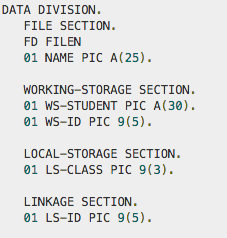 DATA DIVISION.
FILE SECTION.
FD FILEN
01 NAME PIC A(25).
WORKING-STORAGE SECTION.
01 WS-STUDENT PIC A(30).
01 WS-ID PIC 9(5).
LOCAL-STORAGE SECTION.
01 LS-CLASS PIC 9(3).
LINKAGE SECTION.
01 LS-ID PIC 9(5).